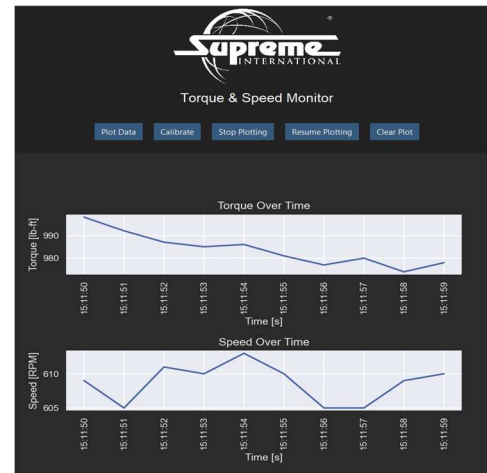 Supreme ®
INTERNATIONAL
Torque & Speed Monitor
Plot Data Calibrate Stop Plotting Resume Plotting Clear Plot
Torque Over Time
Torque [lb-ft]
990
980
15:11:50 15:11:51 15:11:52 15:11:53 15:11:54 15:11:55 15:11:56 15:11:57 15:11:58 15:11:59
Time [s]
Speed Over Time
Speed [RPM]
610
605
15:11:50 15:11:51 15:11:52 15:11:53 15:11:54 15:11:55 15:11:56 15:11:57 15:11:58 15:11:59
Time [s]